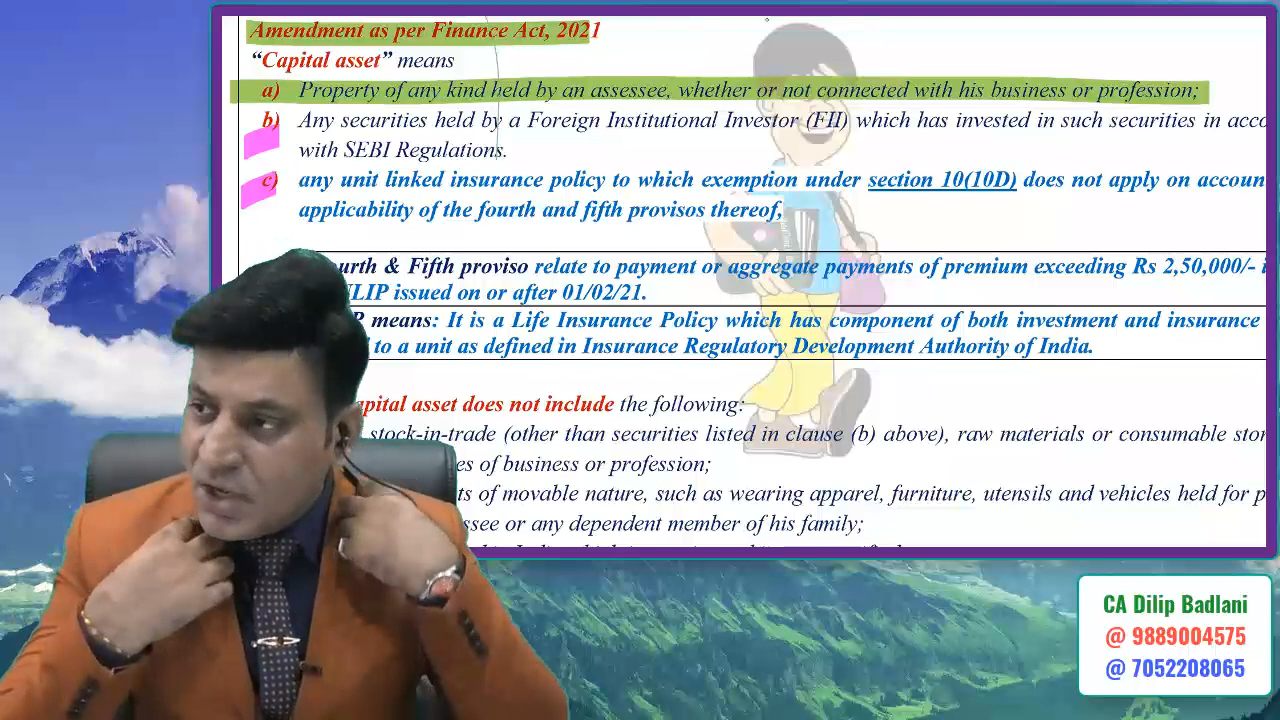 Amendment as per Finance Act, 2021
“Capital asset” means
a) Property of any kind held by an assessee, whether or not connected with his business or profession;
b) Any securities held by a Foreign Institutional Investor (FII) which has invested in such securities in acco
with SEBI Regulations.
c) any unit linked insurance policy to which exemption under section 10(10D) does not apply on accoun
applicability of the fourth and fifth provisos thereof,
urth & Fifth proviso relate to payment or aggregate payments of premium exceeding Rs 2,50,000/- i
ULIP issued on or after 01/02/21.
P means: It is a Life Insurance Policy which has component of both investment and insurance
d to a unit as defined in Insurance Regulatory Development Authority of India.
apital asset does not include the following:
stock-in-trade (other than securities listed in clause (b) above), raw materials or consumable stor
es of business or profession;
ts of movable nature, such as wearing apparel, furniture, utensils and vehicles held for p
ssee or any dependent member of his family;
CA Dilip Badlani
@ 9889004575
@ 7052208065